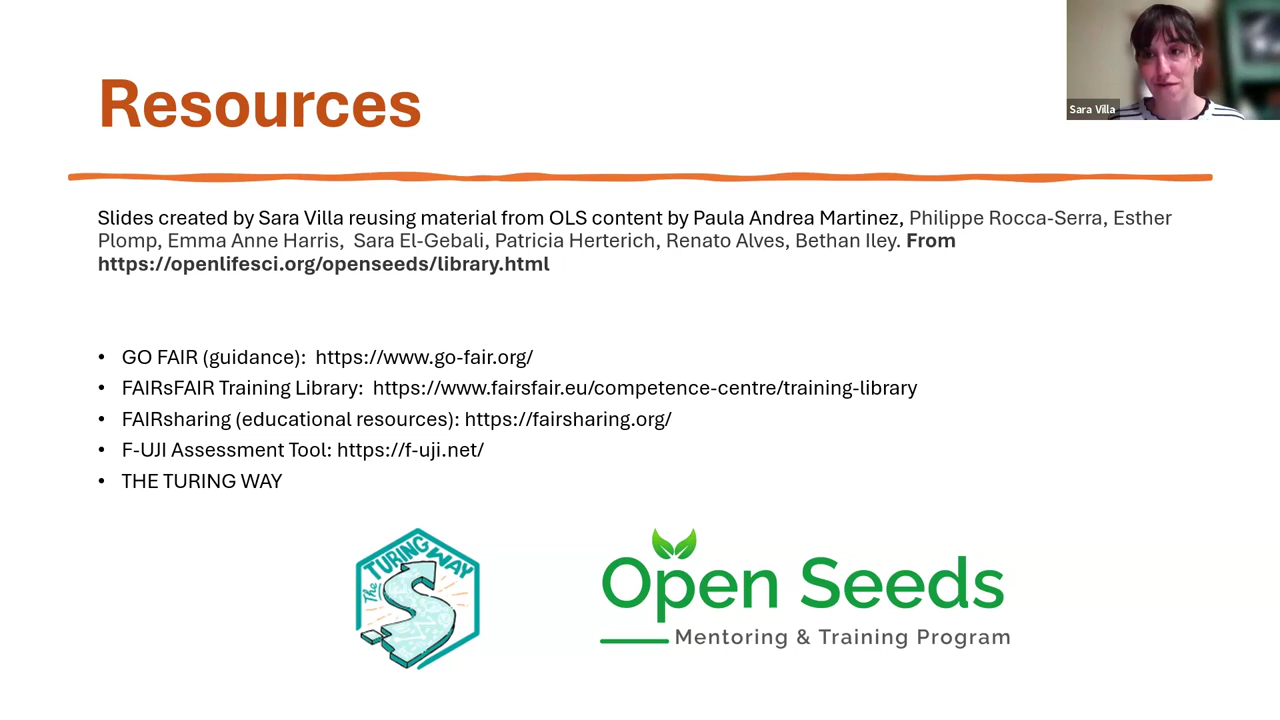 Resources
Sara Villa
Slides created by Sara Villa reusing material from OLS content by Paula Andrea Martinez, Philippe Rocca-Serra, Esther
Plomp, Emma Anne Harris,  Sara El-Gebali, Patricia Herterich, Renato Alves, Bethan Iley. From
https://openlifesci.org/openseeds/library.html
• GO FAIR (guidance):  https://www.go-fair.org/
• FAIRsFAIR Training Library:  https://www.fairsfair.eu/competence-centre/training-library
• FAIRsharing (educational resources): https://fairsharing.org/
• F-UJI Assessment Tool: https://f-uji.net/
• THE TURING WAY
The TURING WAY
Open Seeds
Mentoring & Training Program